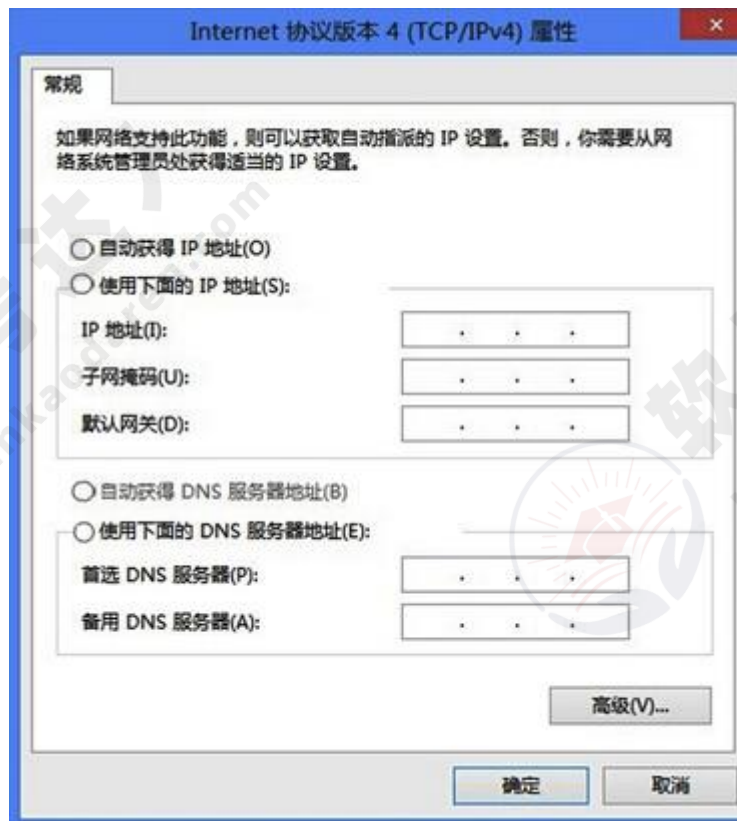 Internet 协议版本 4 (TCP/IPv4) 属性
常规
如果网络支持此功能，则可以获取自动指派的 IP 设置。否则，你需要从网
络系统管理员处获得适当的 IP 设置。
自动获得 IP 地址(O)
使用下面的 IP 地址(S):
IP 地址(I):
子网掩码(U):
默认网关(D):
自动获得 DNS 服务器地址(B)
使用下面的 DNS 服务器地址(E):
首选 DNS 服务器(P):
备用 DNS 服务器(A):
高级(V)...
确定
取消